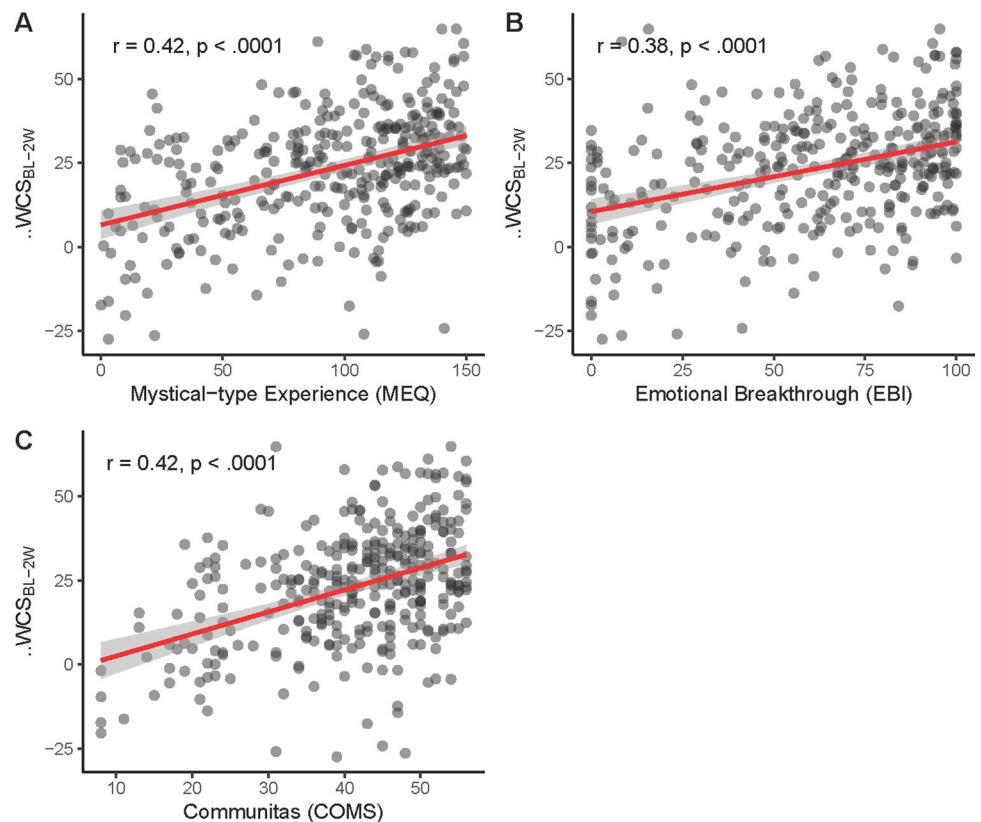 A
r = 0.42, p < .0001
..WCSBL−2W
50
25
0
−25
0 50 100 150
Mystical−type Experience (MEQ)
B
r = 0.38, p < .0001
..WCSBL−2W
50
25
0
−25
0 25 50 75 100
Emotional Breakthrough (EBI)
C
r = 0.42, p < .0001
..WCSBL−2W
50
25
0
−25
10 20 30 40 50
Communitas (COMS)